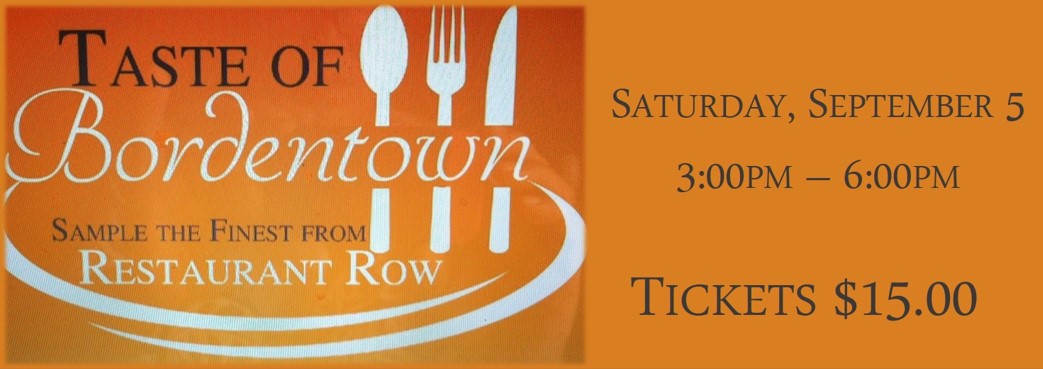 Taste of
Bordentown
Sample the Finest from
Restaurant Row
Saturday, September 5
3:00pm – 6:00pm
Tickets $15.00